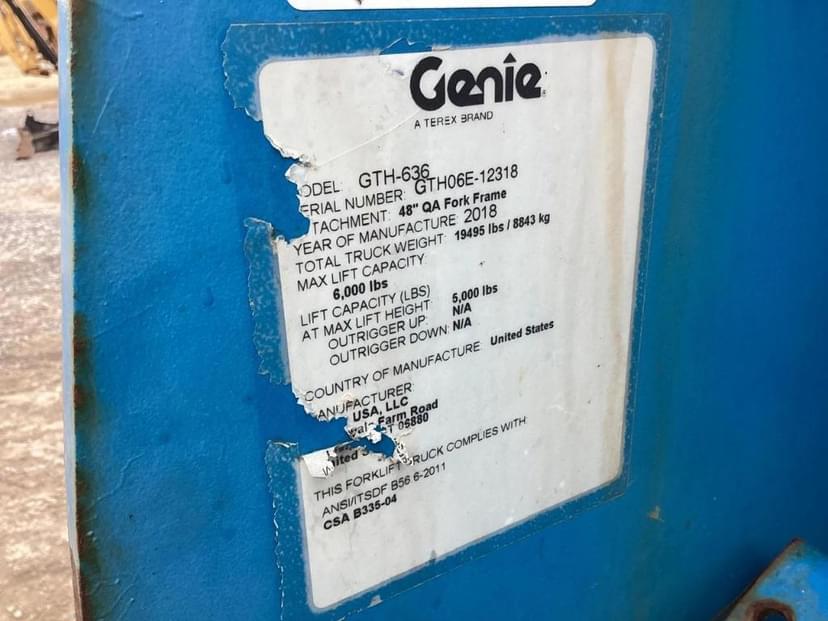 Genie
A TEREX BRAND
ODEL: GTH-636
ERIAL NUMBER: GTH06E-12318
TACHMENT: 48" QA Fork Frame
YEAR OF MANUFACTURE: 2018
TOTAL TRUCK WEIGHT: 19495 lbs / 8843 kg
MAX LIFT CAPACITY:
6,000 lbs
LIFT CAPACITY (LBS)
AT MAX LIFT HEIGHT: 5,000 lbs
OUTRIGGER UP: N/A
OUTRIGGER DOWN: N/A
COUNTRY OF MANUFACTURE: United States
ANUFACTURER:
USA, LLC
Farm Road
06880
THIS FORKLIFT TRUCK COMPLIES WITH:
ANSI/ITSDF B56.6-2011
CSA B335-04